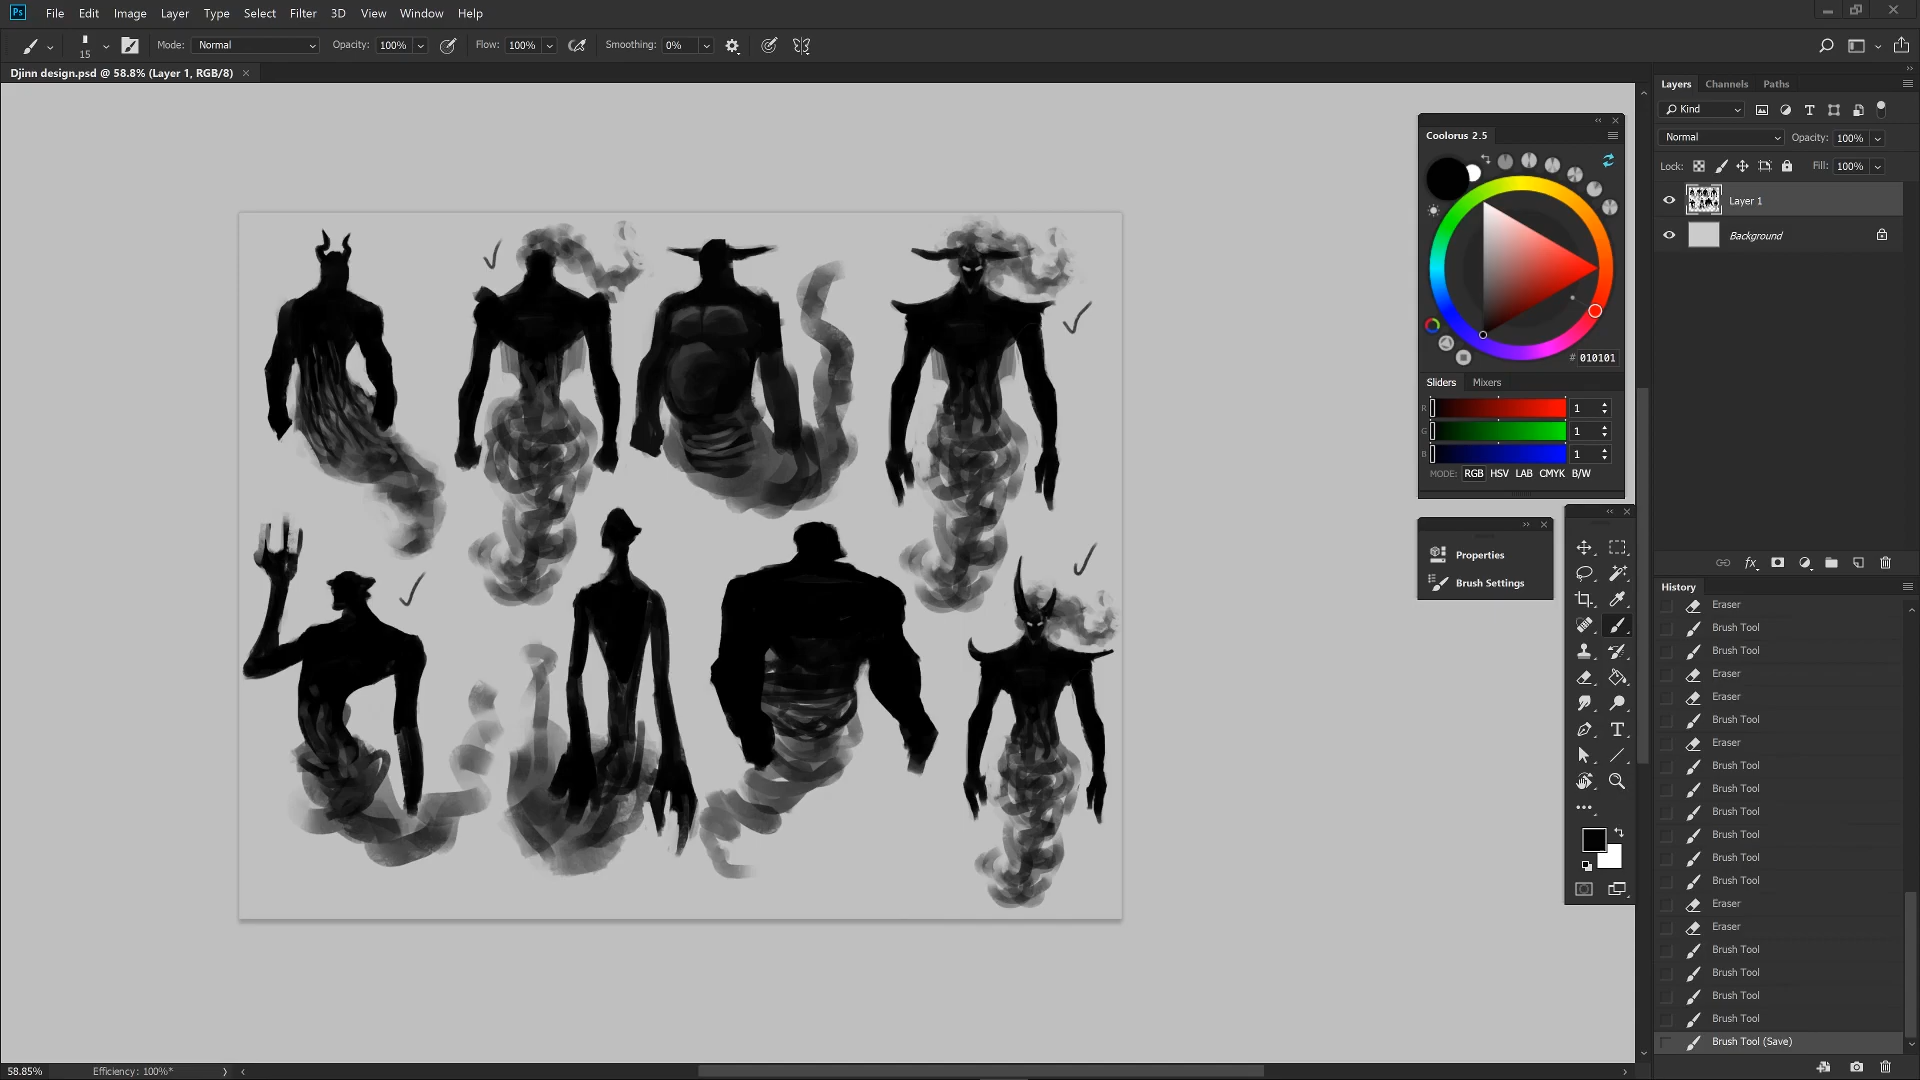 Ps File Edit Image Layer Type Select Filter 3D View Window Help
15 Mode: Normal Opacity: 100% Flow: 100% Smoothing: 0%
Djinn design.psd @ 58.8% (Layer 1, RGB/8)
Layers Channels Paths
Kind
Normal Opacity: 100%
Lock: Fill: 100%
Layer 1
Background
Coolorus 2.5
# 010101
Sliders Mixers
R 1
G 1
B 1
MODE: RGB HSV LAB CMYK B/W
Properties
Brush Settings
History
Eraser
Brush Tool
Brush Tool
Eraser
Eraser
Brush Tool
Eraser
Brush Tool
Brush Tool
Brush Tool
Brush Tool
Brush Tool
Brush Tool
Eraser
Eraser
Brush Tool
Brush Tool
Brush Tool
Brush Tool
Brush Tool (Save)
58.85% Efficiency: 100%*